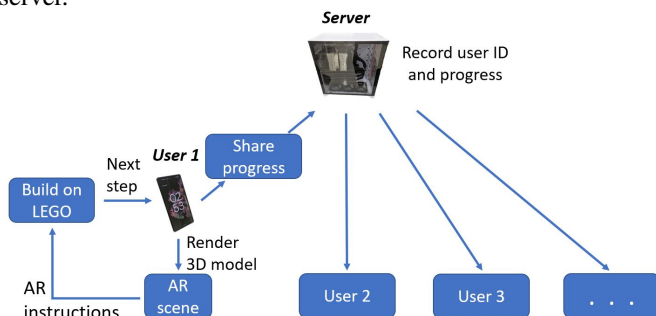 server.
Server
Record user ID
and progress
User 1
Share
progress
Next
step
Build on
LEGO
Render
3D model
AR
scene
AR
instructions
User 2
User 3
. . .